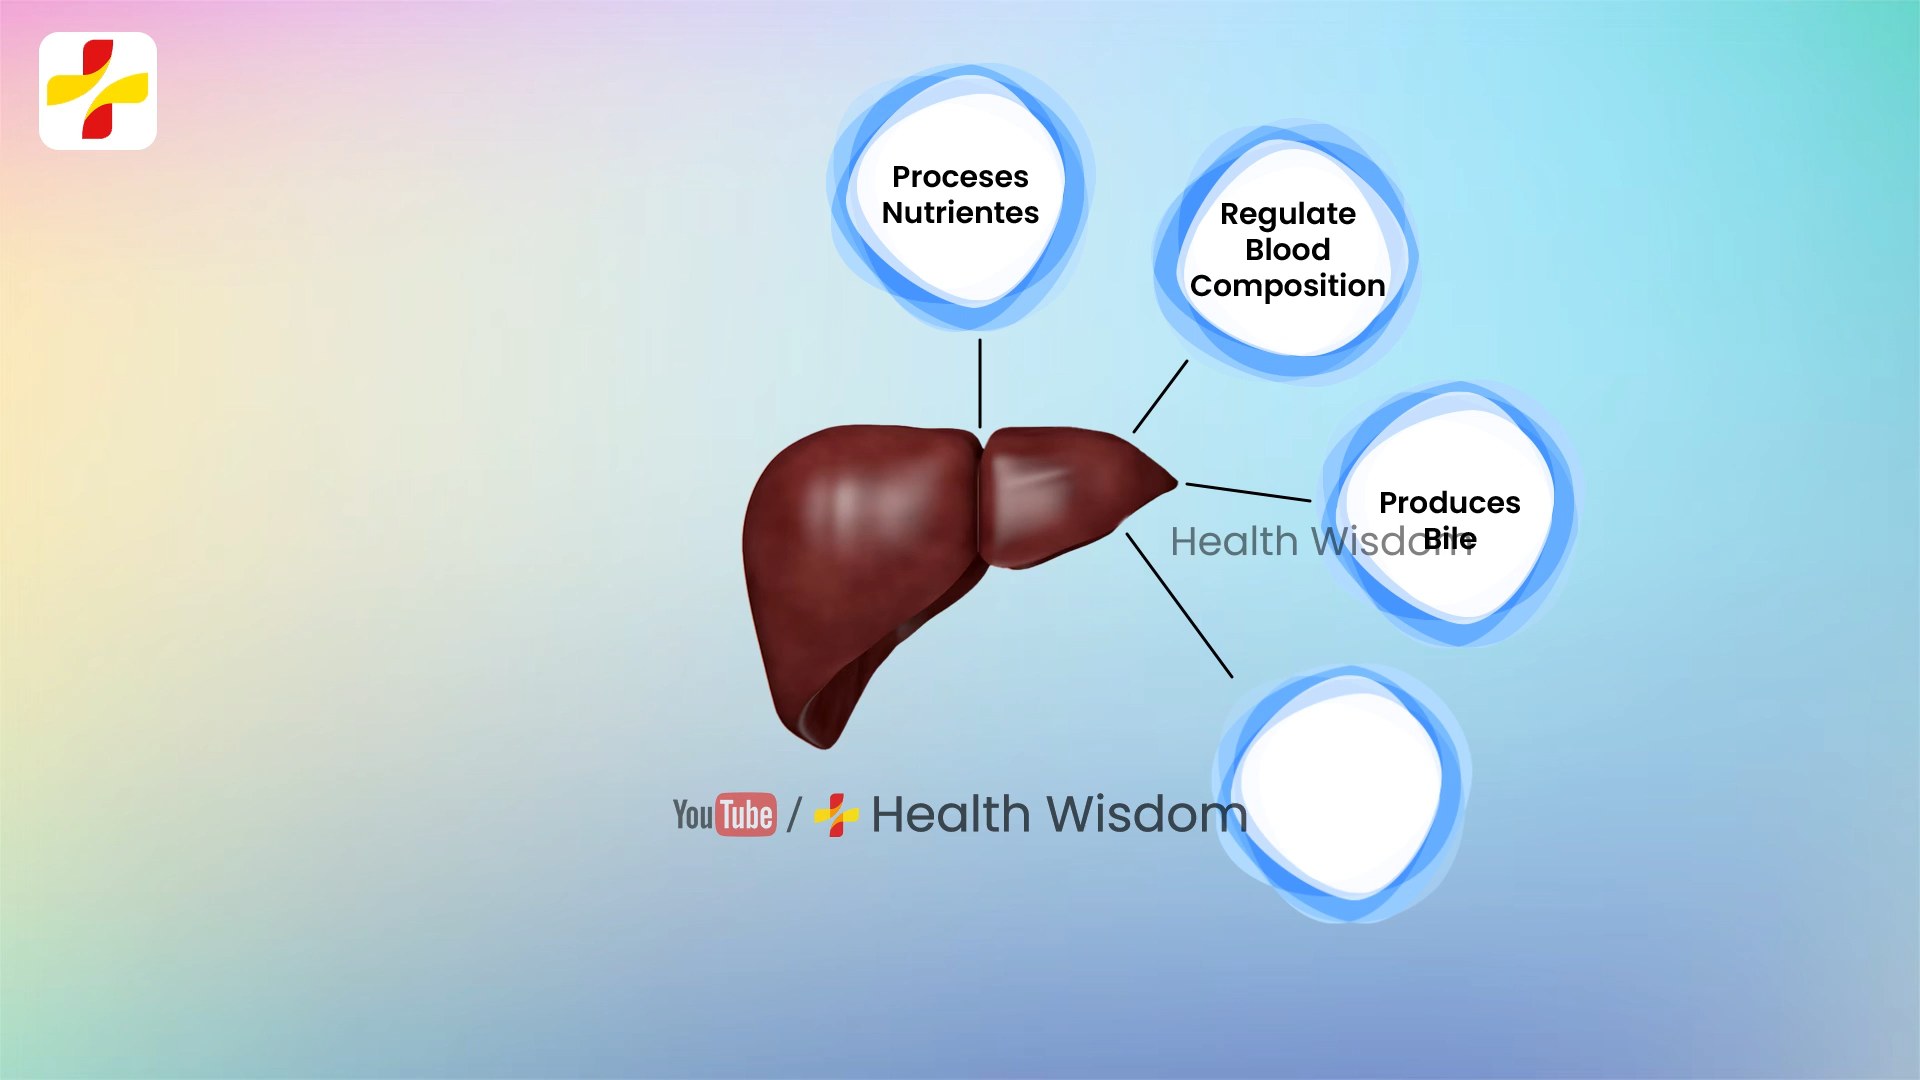 Proceses
Nutrientes
Regulate
Blood
Composition
Produces
Bile
Health Wisdom
YouTube / Health Wisdom